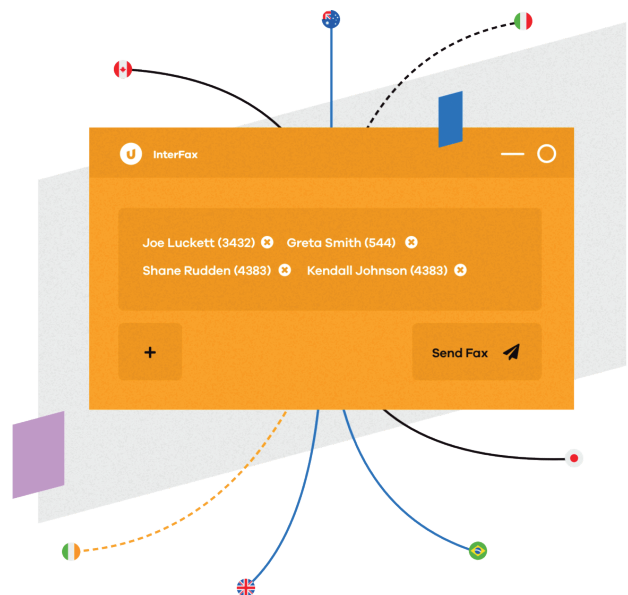 InterFax
Joe Luckett (3432) Greta Smith (544)
Shane Rudden (4383) Kendall Johnson (4383)
+
Send Fax